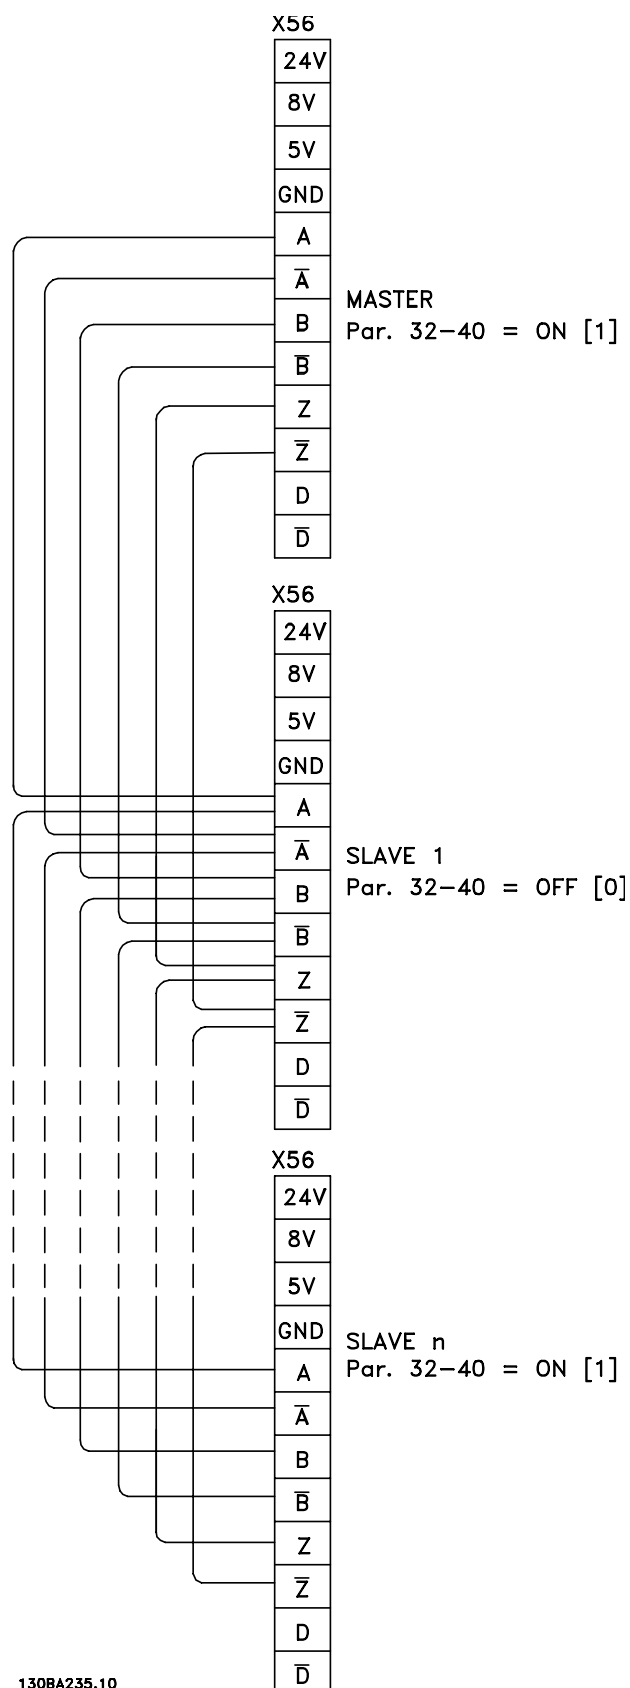 X56
24V
8V
5V
GND
A
A̅
B
B̅
Z
Z̅
D
D̅
MASTER
Par. 32-40 = ON [1]
X56
24V
8V
5V
GND
A
A̅
B
B̅
Z
Z̅
D
D̅
SLAVE 1
Par. 32-40 = OFF [0]
X56
24V
8V
5V
GND
A
A̅
B
B̅
Z
Z̅
D
D̅
SLAVE n
Par. 32-40 = ON [1]
130BA235.10